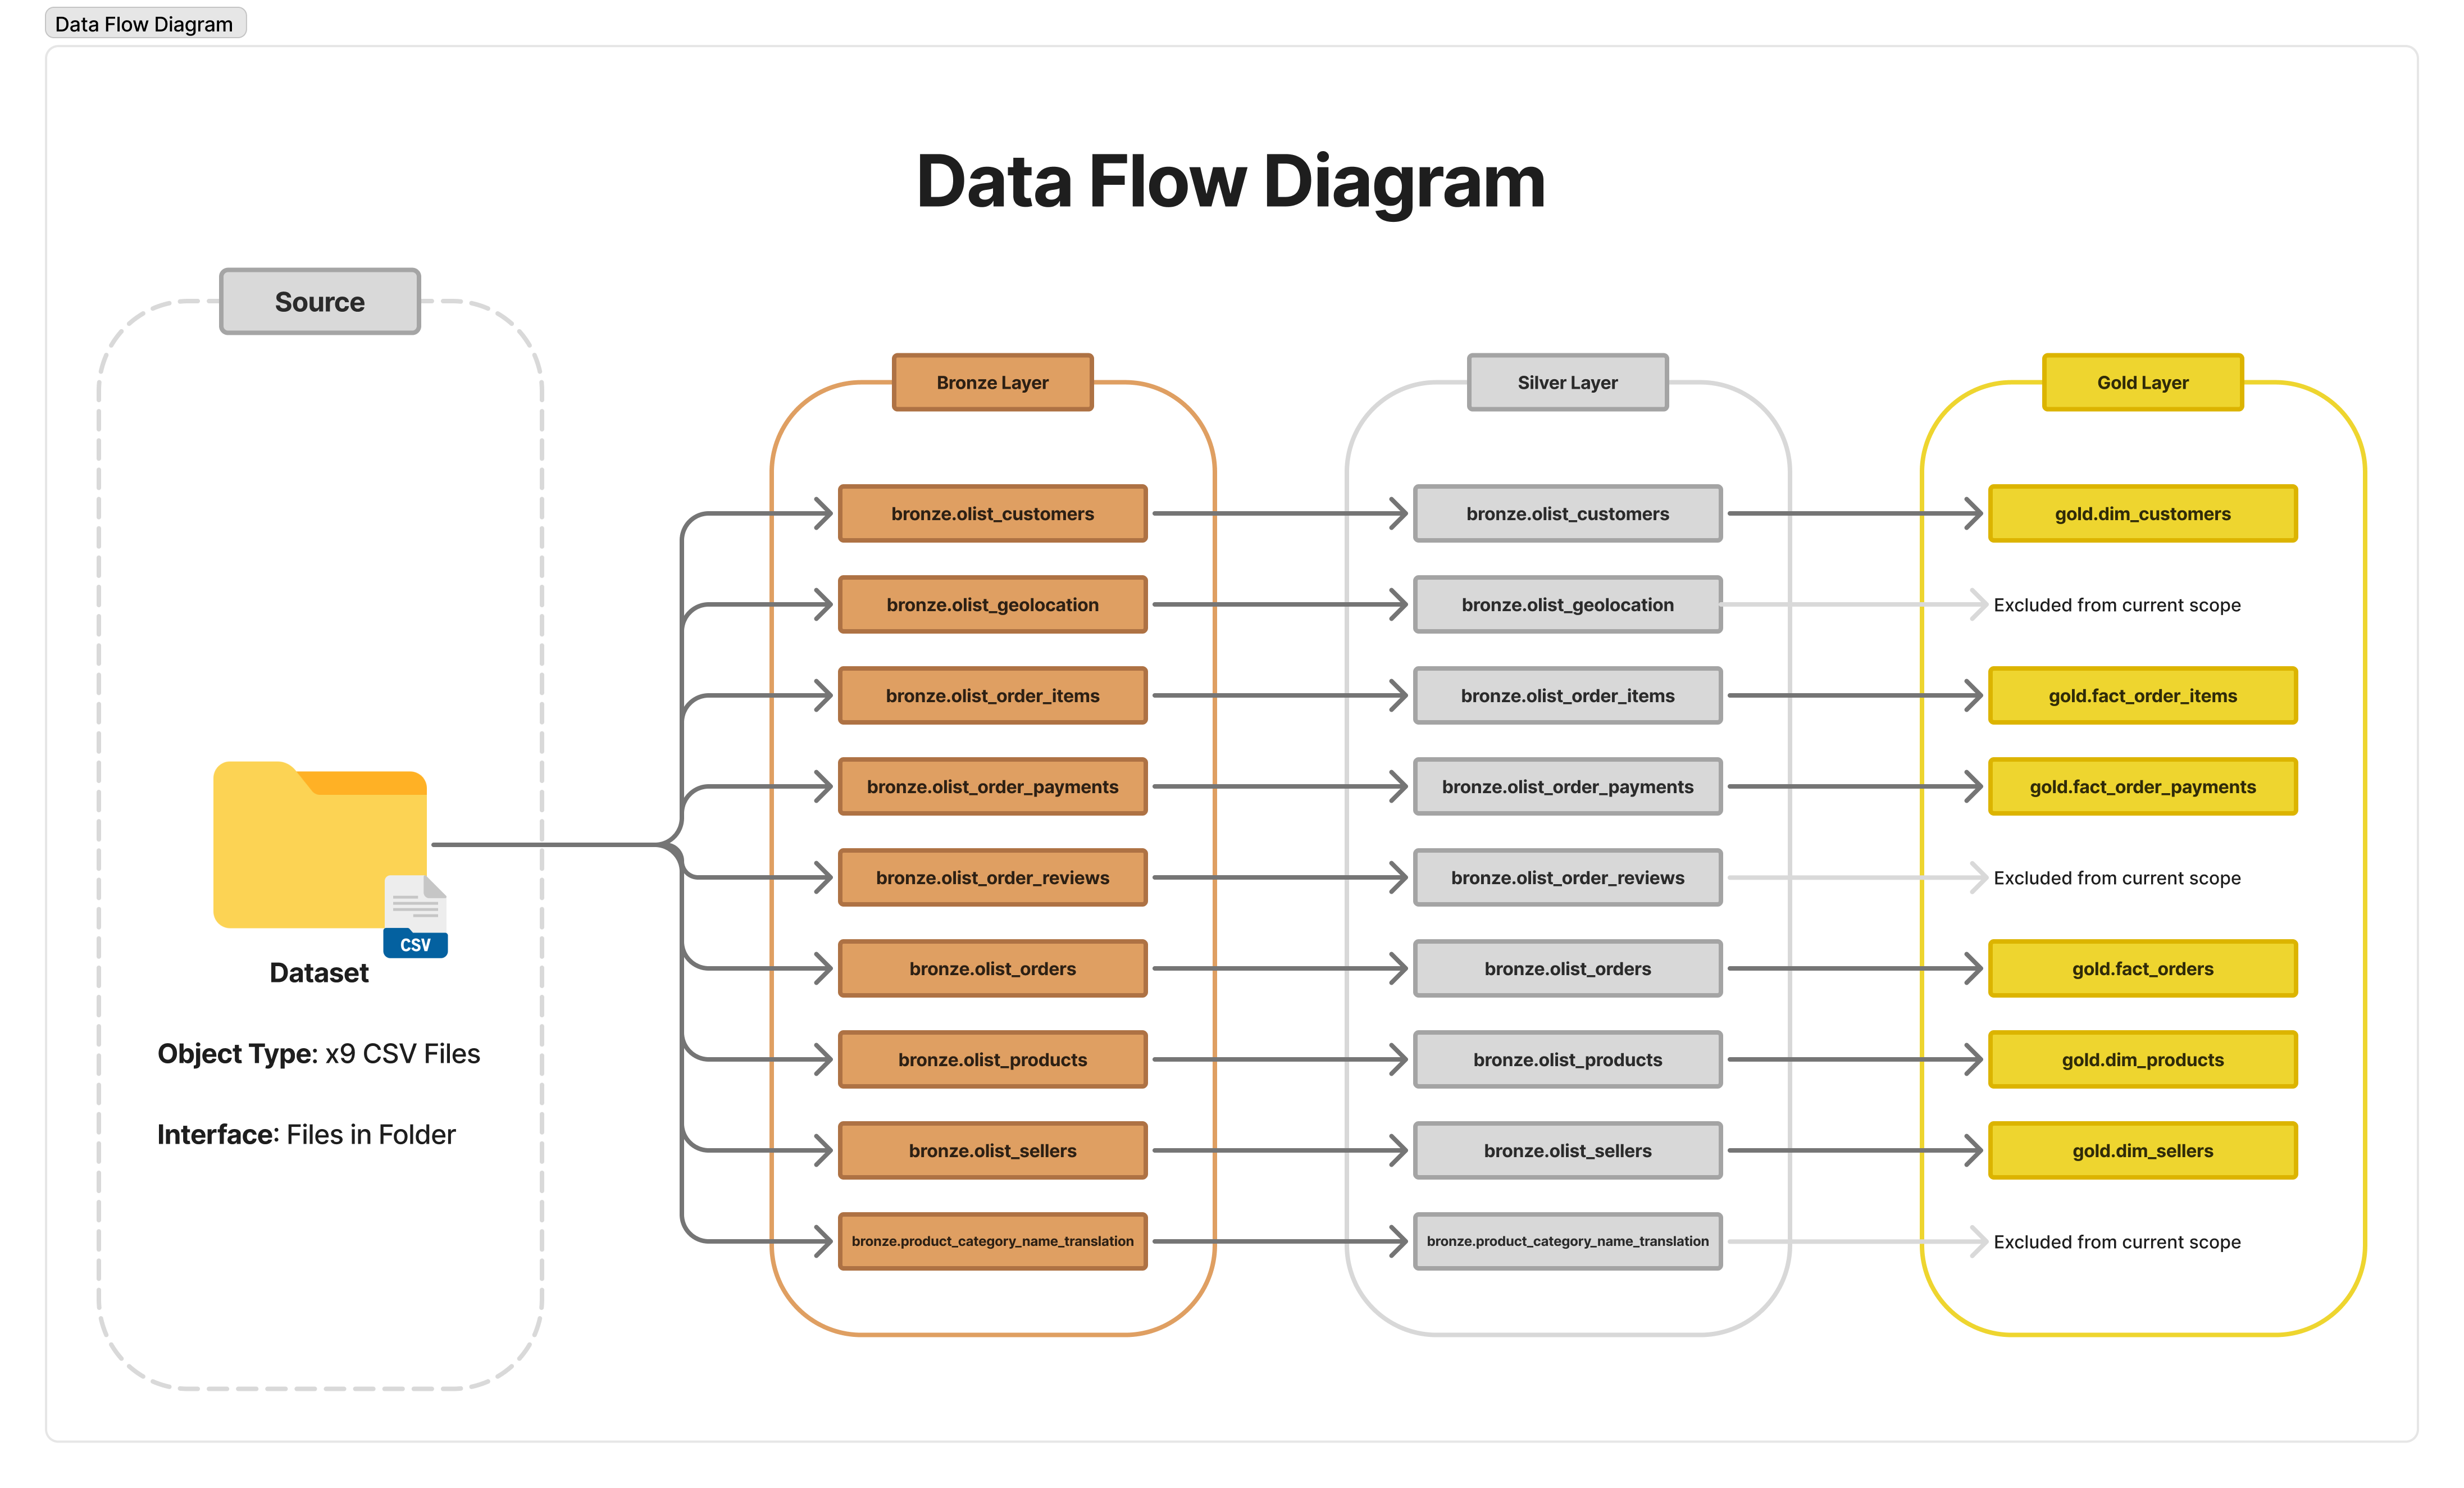 Data Flow Diagram
Data Flow Diagram
Source
Dataset
CSV
Object Type: x9 CSV Files
Interface: Files in Folder
Bronze Layer
bronze.olist_customers
bronze.olist_geolocation
bronze.olist_order_items
bronze.olist_order_payments
bronze.olist_order_reviews
bronze.olist_orders
bronze.olist_products
bronze.olist_sellers
bronze.product_category_name_translation
Silver Layer
bronze.olist_customers
bronze.olist_geolocation
bronze.olist_order_items
bronze.olist_order_payments
bronze.olist_order_reviews
bronze.olist_orders
bronze.olist_products
bronze.olist_sellers
bronze.product_category_name_translation
Gold Layer
gold.dim_customers
Excluded from current scope
gold.fact_order_items
gold.fact_order_payments
Excluded from current scope
gold.fact_orders
gold.dim_products
gold.dim_sellers
Excluded from current scope